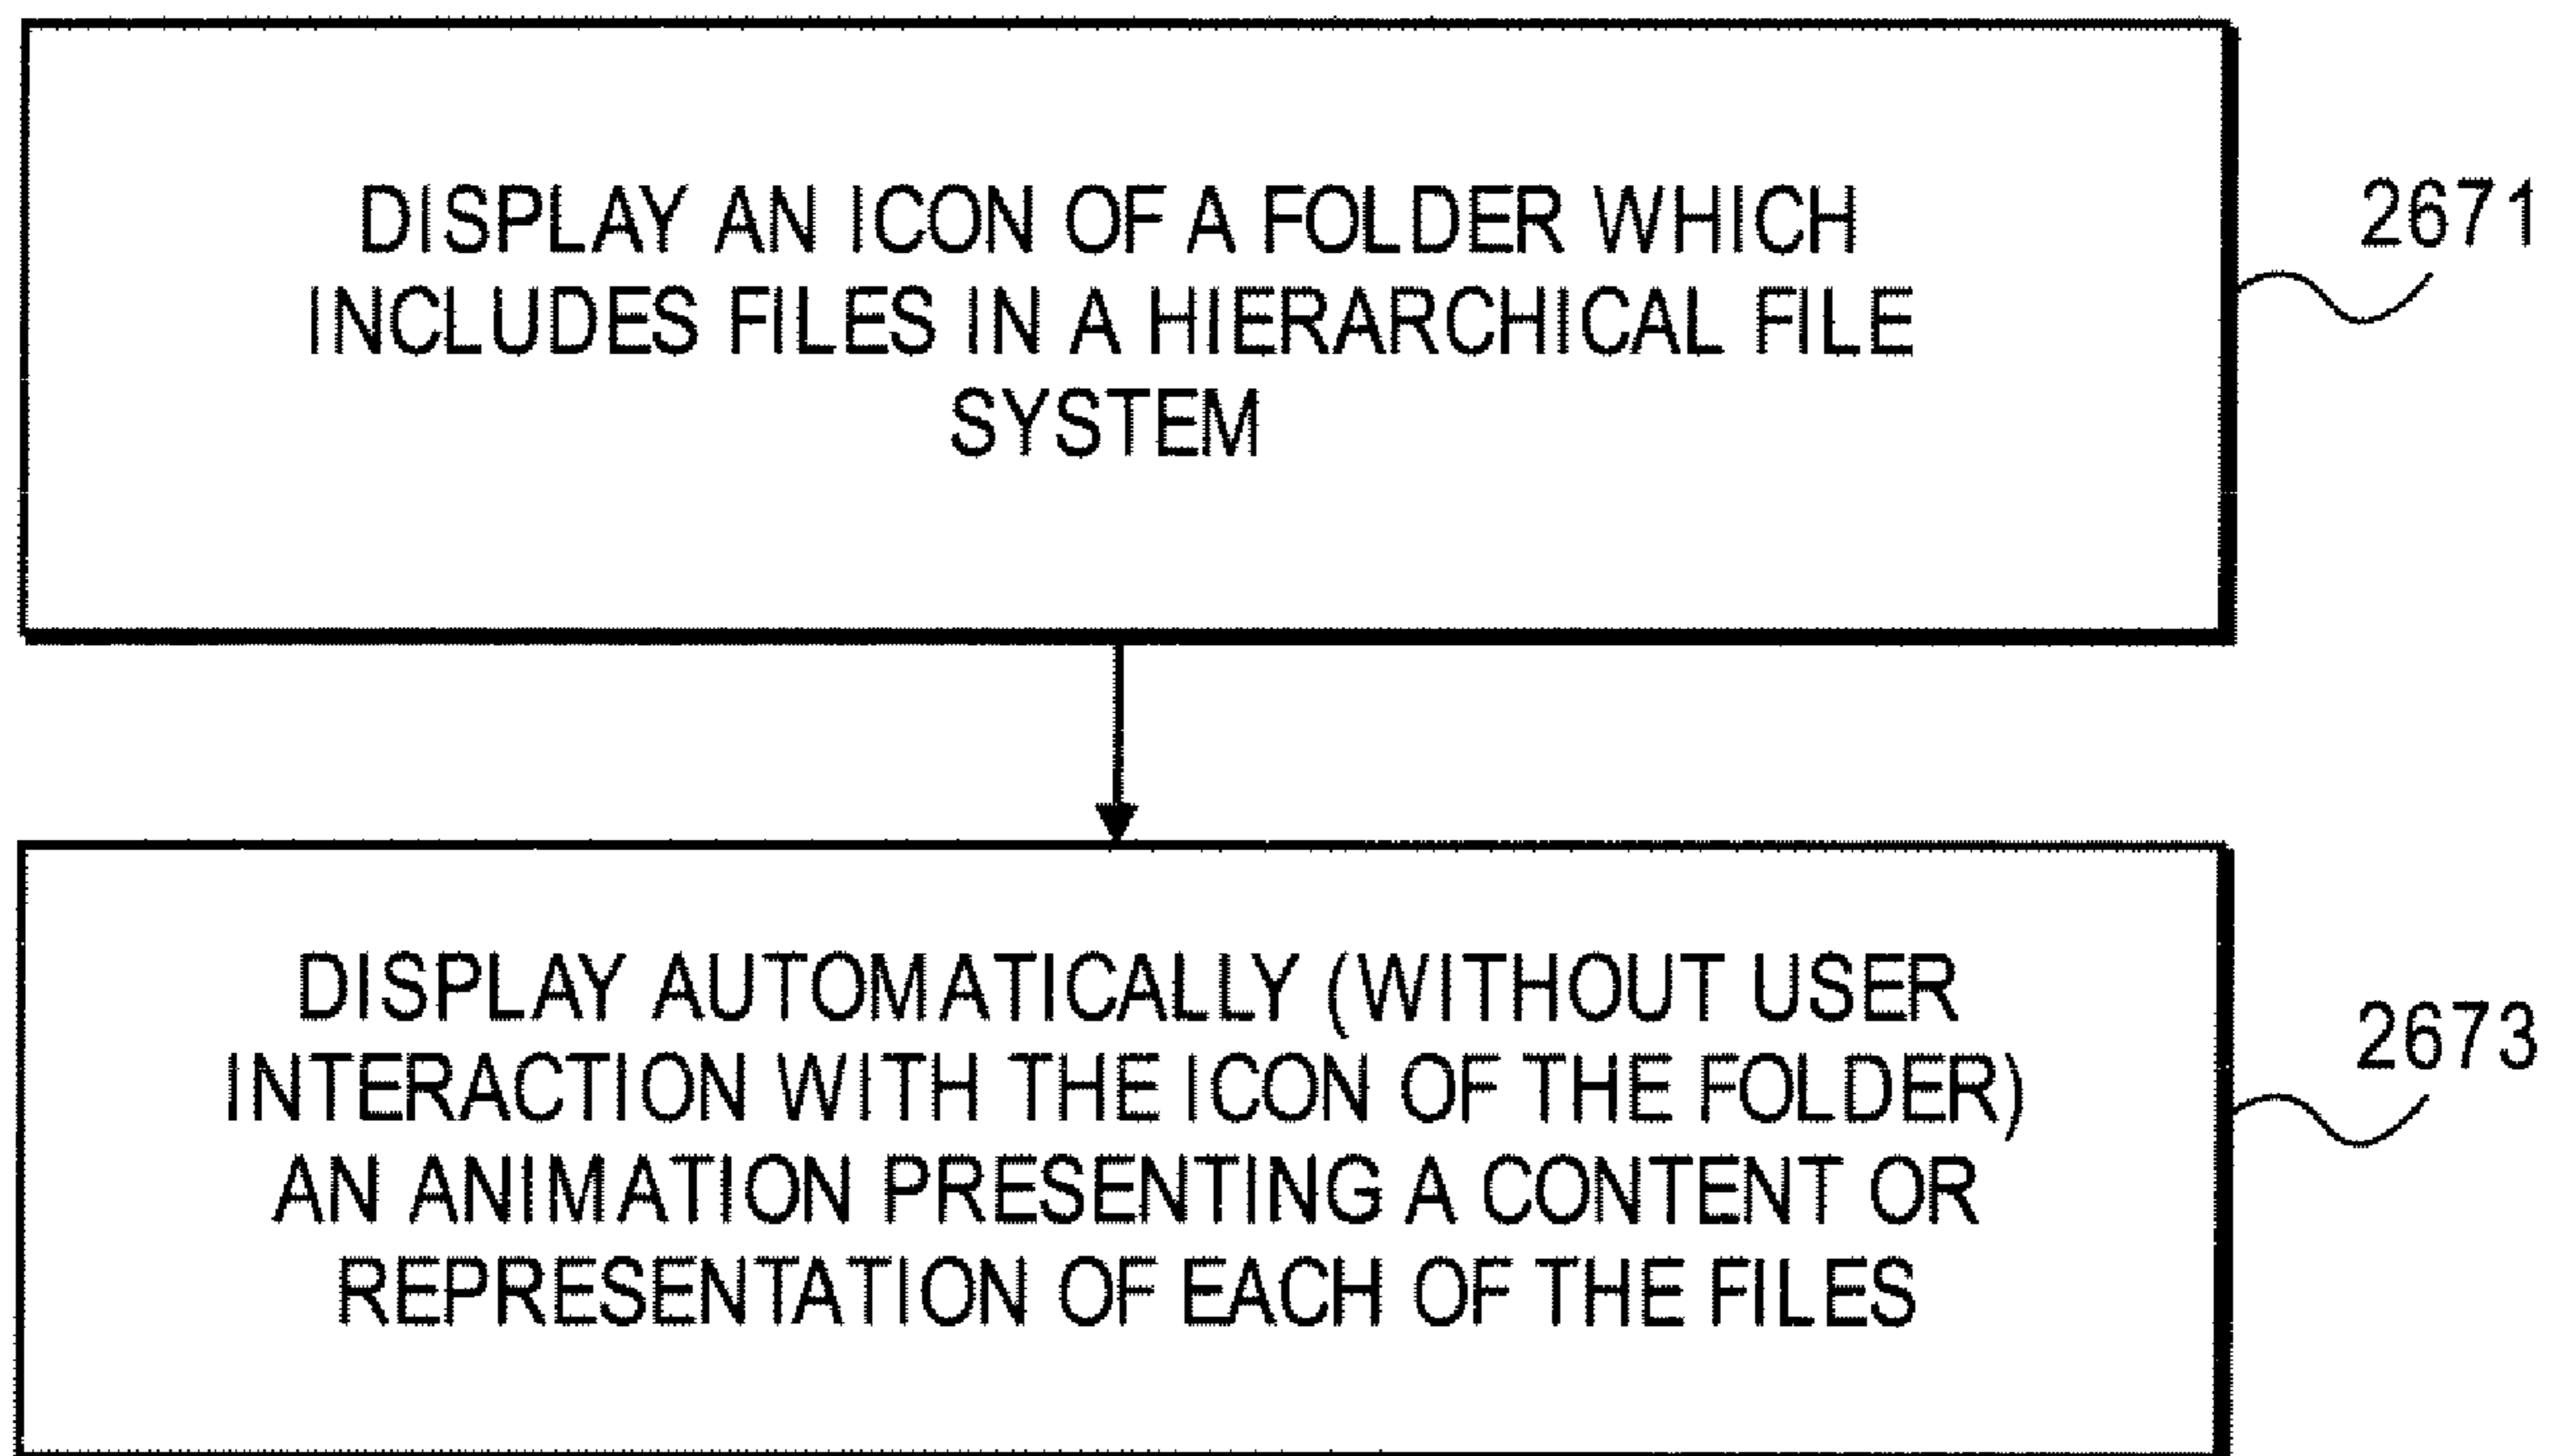 DISPLAY AN ICON OF A FOLDER WHICH
INCLUDES FILES IN A HIERARCHICAL FILE
SYSTEM
2671
DISPLAY AUTOMATICALLY (WITHOUT USER
INTERACTION WITH THE ICON OF THE FOLDER)
AN ANIMATION PRESENTING A CONTENT OR
REPRESENTATION OF EACH OF THE FILES
2673